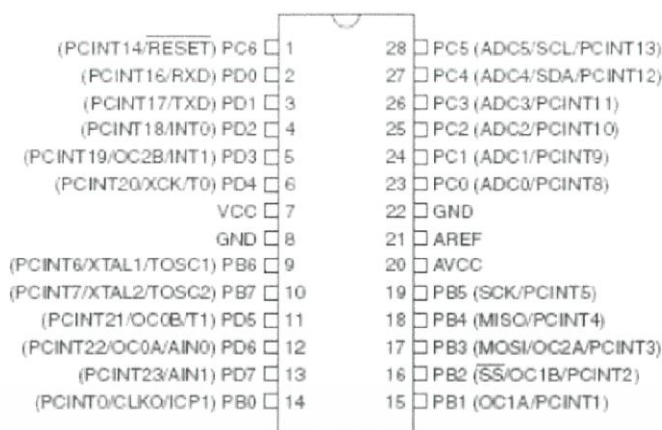 (PCINT14/RESET) PC6 1 28 PC5 (ADC5/SCL/PCINT13)
(PCINT16/RXD) PD0 2 27 PC4 (ADC4/SDA/PCINT12)
(PCINT17/TXD) PD1 3 26 PC3 (ADC3/PCINT11)
(PCINT18/INT0) PD2 4 25 PC2 (ADC2/PCINT10)
(PCINT19/OC2B/INT1) PD3 5 24 PC1 (ADC1/PCINT9)
(PCINT20/XCK/T0) PD4 6 23 PC0 (ADC0/PCINT8)
VCC 7 22 GND
GND 8 21 AREF
(PCINT6/XTAL1/TOSC1) PB6 9 20 AVCC
(PCINT7/XTAL2/TOSC2) PB7 10 19 PB5 (SCK/PCINT5)
(PCINT21/OC0B/T1) PD5 11 18 PB4 (MISO/PCINT4)
(PCINT22/OC0A/AIN0) PD6 12 17 PB3 (MOSI/OC2A/PCINT3)
(PCINT23/AIN1) PD7 13 16 PB2 (SS/OC1B/PCINT2)
(PCINT0/CLKO/ICP1) PB0 14 15 PB1 (OC1A/PCINT1)